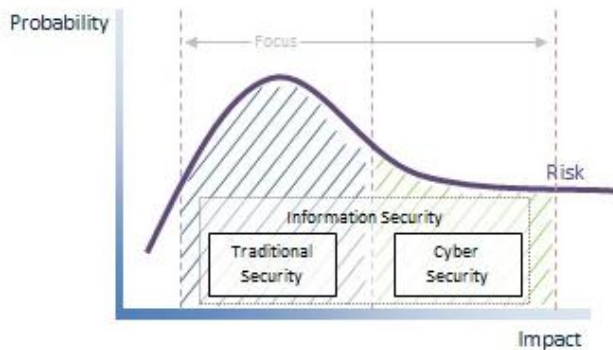 Probability
Focus
Risk
Information Security
Traditional
Security
Cyber
Security
Impact